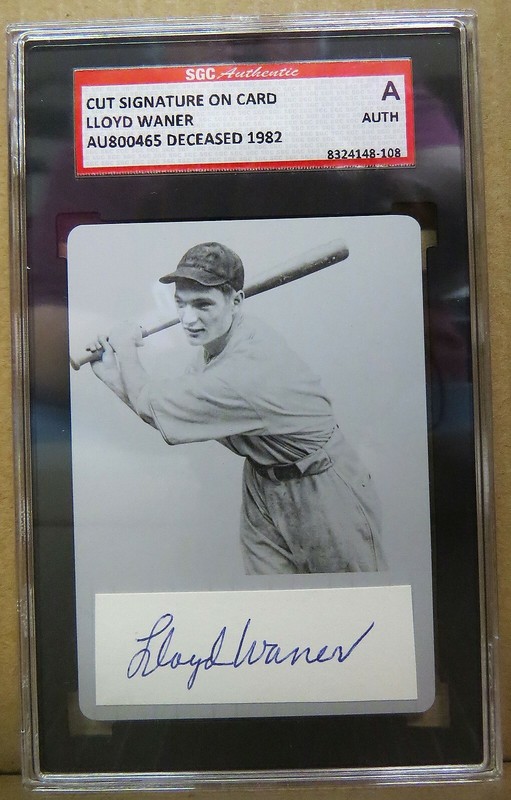 SGC Authentic
CUT SIGNATURE ON CARD
A
LLOYD WANER
AUTH
AU800465 DECEASED 1982
8324148-108
Lloyd Waner